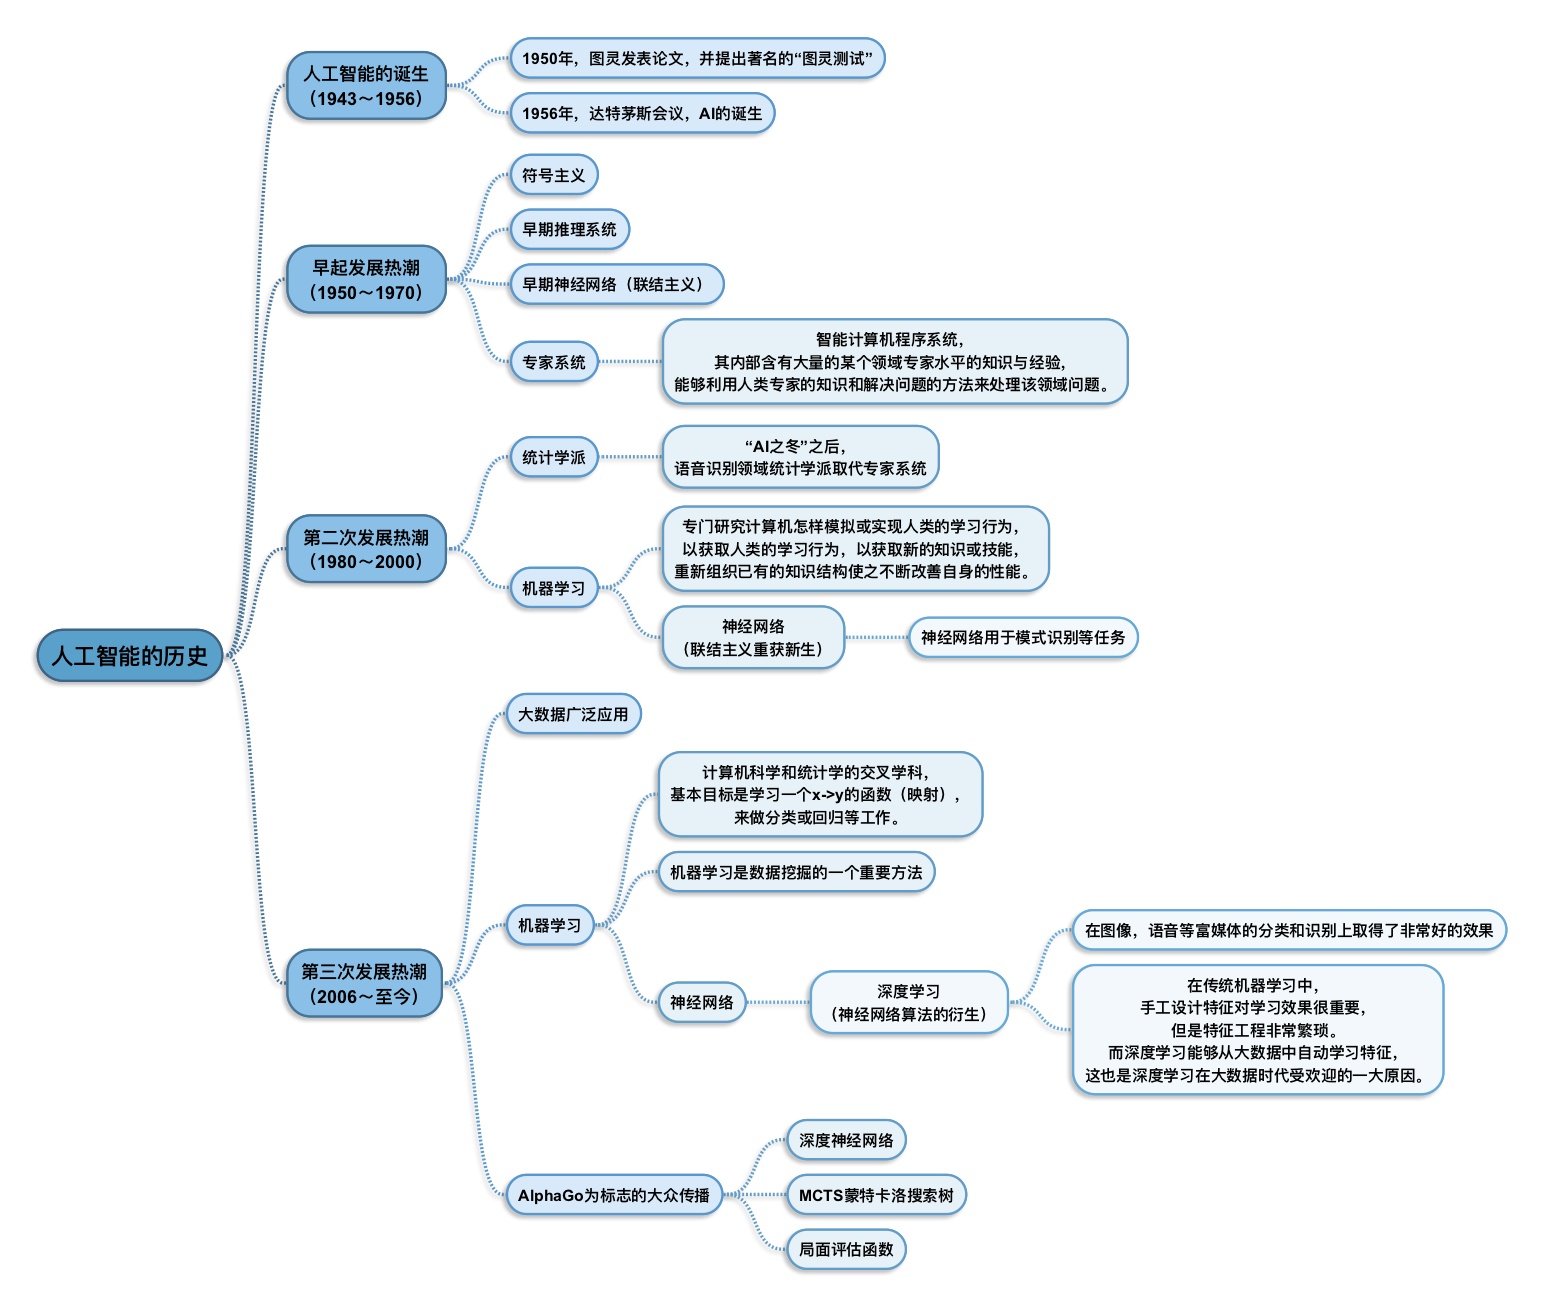 人工智能的历史
人工智能的诞生
（1943～1956）
1950年，图灵发表论文，并提出著名的“图灵测试”
1956年，达特茅斯会议，AI的诞生
早起发展热潮
（1950～1970）
符号主义
早期推理系统
早期神经网络（联结主义）
专家系统
智能计算机程序系统，
其内部含有大量的某个领域专家水平的知识与经验，
能够利用人类专家的知识和解决问题的方法来处理该领域问题。
第二次发展热潮
（1980～2000）
统计学派
“AI之冬”之后，
语音识别领域统计学派取代专家系统
机器学习
专门研究计算机怎样模拟或实现人类的学习行为，
以获取人类的学习行为，以获取新的知识或技能，
重新组织已有的知识结构使之不断改善自身的性能。
神经网络
（联结主义重获新生）
神经网络用于模式识别等任务
第三次发展热潮
（2006～至今）
大数据广泛应用
机器学习
计算机科学和统计学的交叉学科，
基本目标是学习一个x->y的函数（映射），
来做分类或回归等工作。
机器学习是数据挖掘的一个重要方法
神经网络
深度学习
（神经网络算法的衍生）
在图像，语音等富媒体的分类和识别上取得了非常好的效果
在传统机器学习中，
手工设计特征对学习效果很重要，
但是特征工程非常繁琐。
而深度学习能够从大数据中自动学习特征，
这也是深度学习在大数据时代受欢迎的一大原因。
AlphaGo为标志的大众传播
深度神经网络
MCTS蒙特卡洛搜索树
局面评估函数